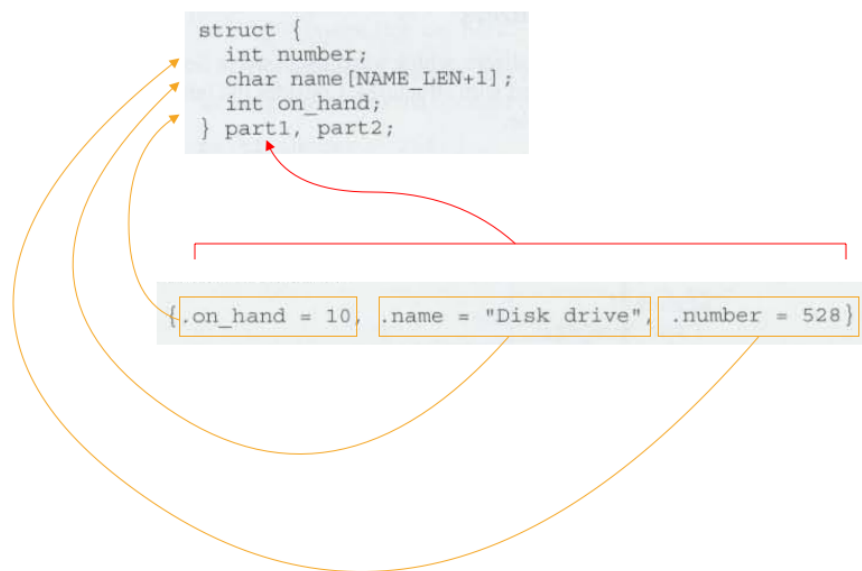 struct {
int number;
char name[NAME_LEN+1];
int on_hand;
} part1, part2;
{.on_hand = 10, .name = "Disk drive", .number = 528}